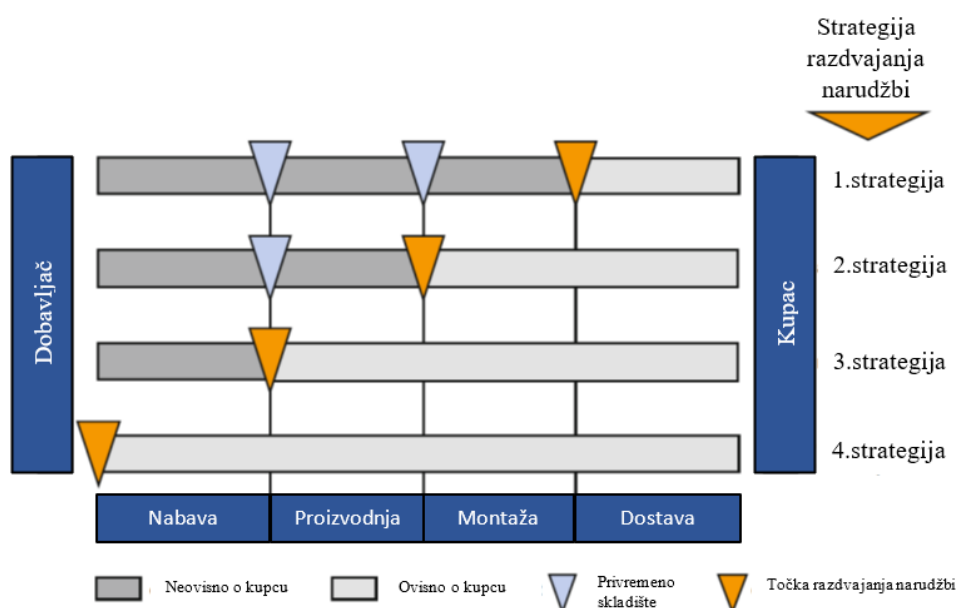 Strategija
razdvajanja
narudžbi
Dobavljač
Kupac
1.strategija
2.strategija
3.strategija
4.strategija
Nabava
Proizvodnja
Montaža
Dostava
Neovisno o kupcu
Ovisno o kupcu
Privremeno
skladište
Točka razdvajanja narudžbi